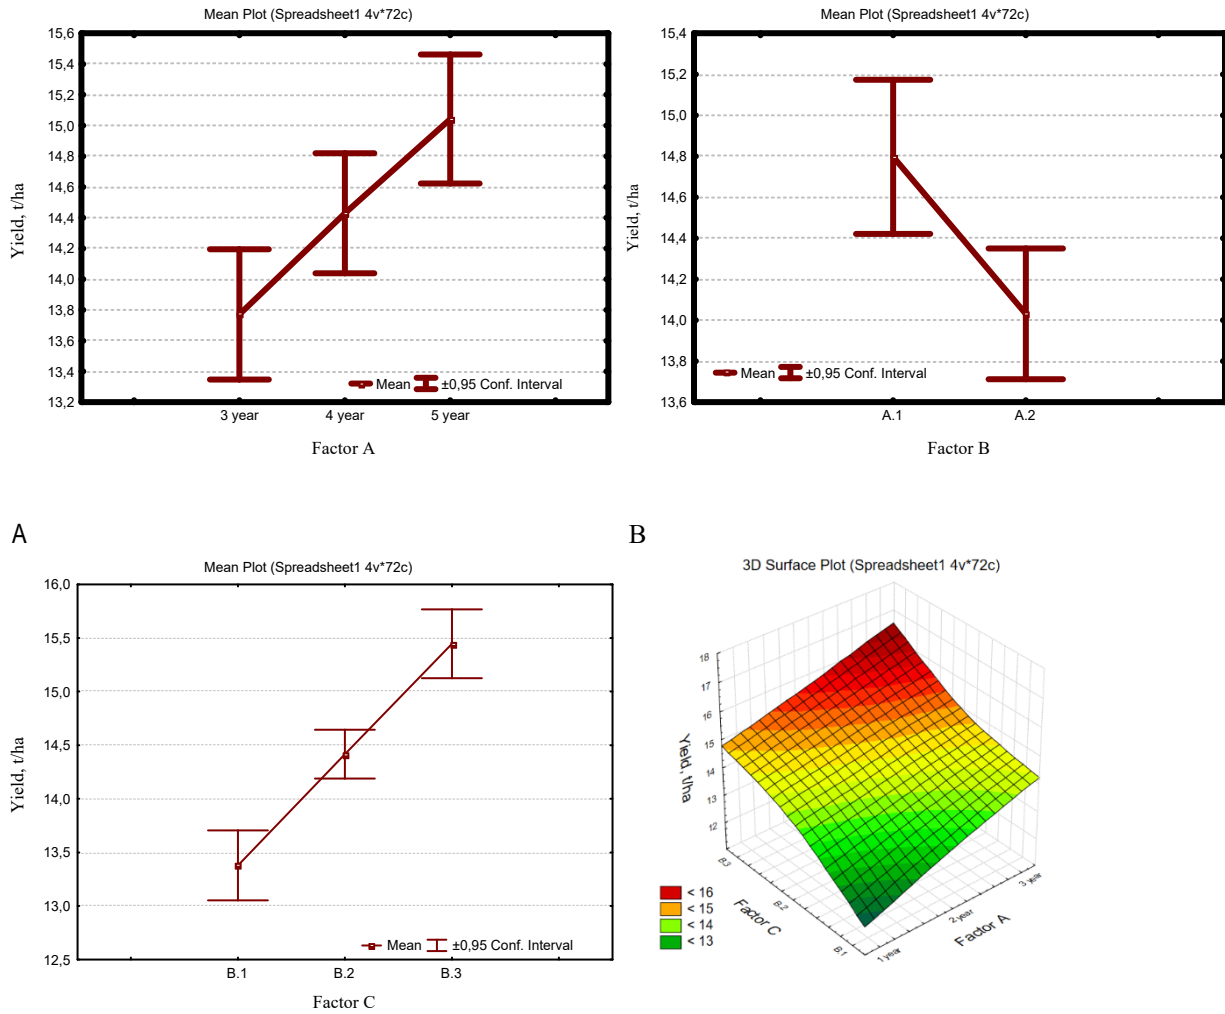 Mean Plot (Spreadsheet1 4v*72c)
15,6
15,4
15,2
15,0
14,8
14,6
14,4
14,2
14,0
13,8
13,6
13,4
13,2
Yield, t/ha
Mean ±0,95 Conf. Interval
3 year 4 year 5 year
Factor A
Mean Plot (Spreadsheet1 4v*72c)
15,4
15,2
15,0
14,8
14,6
14,4
14,2
14,0
13,8
13,6
Yield, t/ha
Mean ±0,95 Conf. Interval
A.1 A.2
Factor B
A
B
Mean Plot (Spreadsheet1 4v*72c)
16,0
15,5
15,0
14,5
14,0
13,5
13,0
12,5
Yield, t/ha
Mean ±0,95 Conf. Interval
B.1 B.2 B.3
Factor C
3D Surface Plot (Spreadsheet1 4v*72c)
18
17
16
15
14
13
12
Yield, t/ha
B.3
B.2
B.1
Factor C
1 year
2 year
3 year
Factor A
< 16
< 15
< 14
< 13